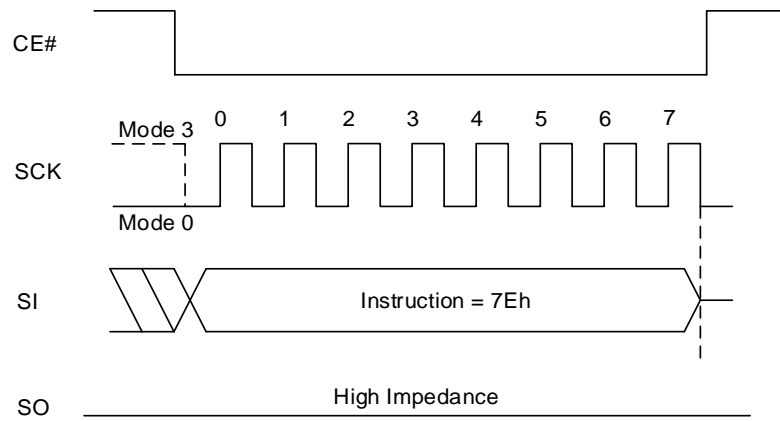 CE#
Mode 3
0 1 2 3 4 5 6 7
SCK
Mode 0
SI
Instruction = 7Eh
High Impedance
SO